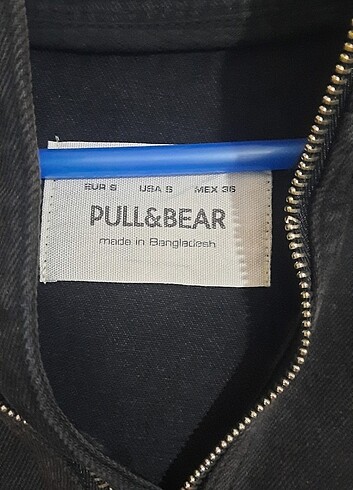 EUR S USA S MEX 36
PULL&BEAR
made in Bangladesh